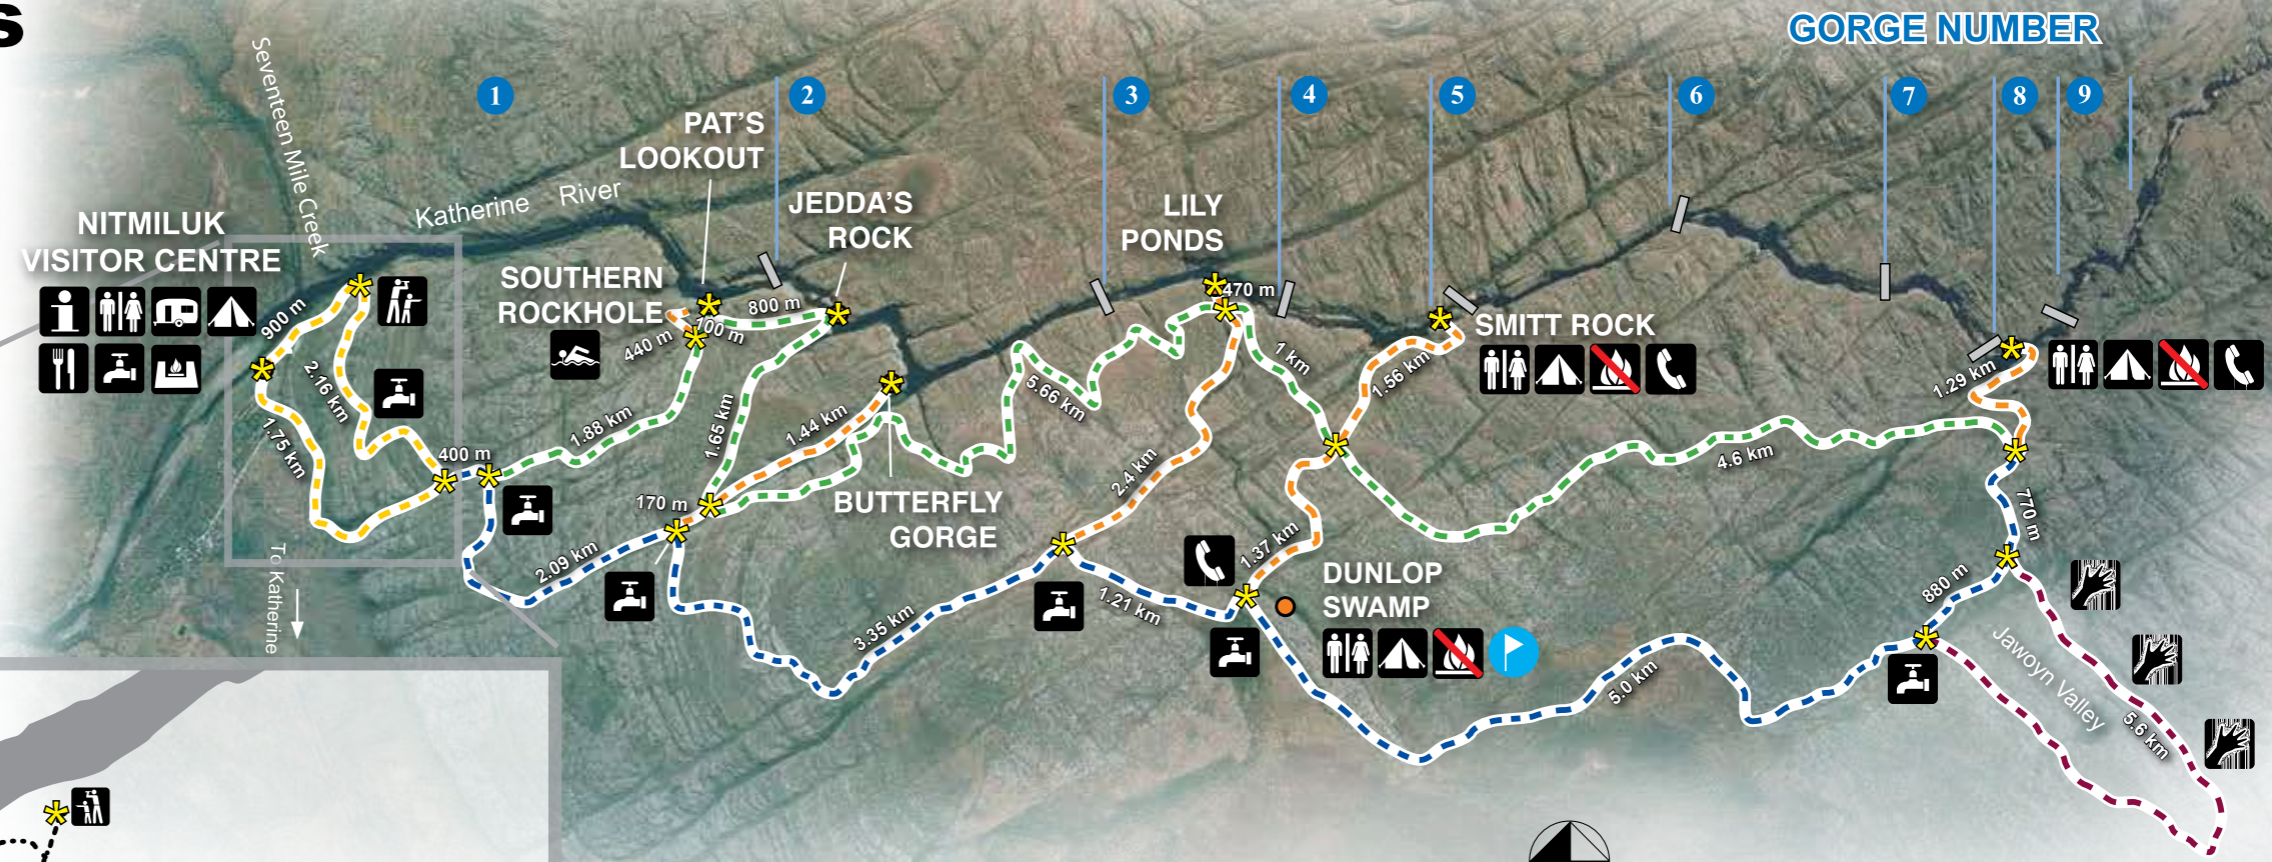 S
GORGE NUMBER
1
2
3
4
5
6
7
8
9
Seventeen Mile Creek
Katherine River
PAT'S
LOOKOUT
JEDDA'S
ROCK
LILY
PONDS
NITMILUK
VISITOR CENTRE
SOUTHERN
ROCKHOLE
SMITT ROCK
BUTTERFLY
GORGE
DUNLOP
SWAMP
Jawoyn Valley
To Katherine
900 m
2.16 km
1.75 km
400 m
1.88 km
440 m
100 m
800 m
1.65 km
1.44 km
170 m
2.09 km
5.66 km
470 m
1 km
1.56 km
2.4 km
3.35 km
1.21 km
1.37 km
4.6 km
1.29 km
770 m
880 m
5.0 km
5.6 km